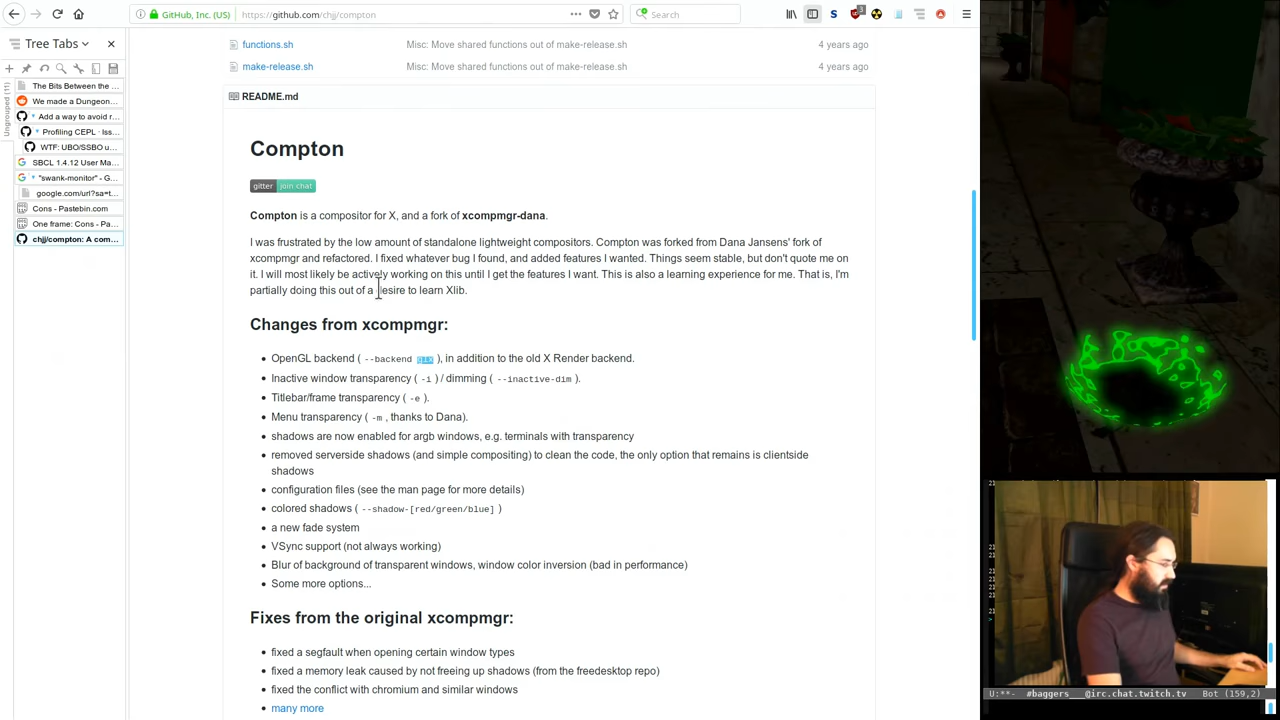 GitHub, Inc. (US)
https://github.com/chjj/compton
Search
3
S
Tree Tabs
Ungrouped (11)
The Bits Between the ...
We made a Dungeon...
Add a way to avoid r...
Profiling CEPL · Iss...
WTF: UBO/SSBO u...
SBCL 1.4.12 User Ma...
"swank-monitor" - G...
google.com/url?sa=t...
Cons - Pastebin.com
One frame: Cons - Pa...
chjj/compton: A com...
functions.sh Misc: Move shared functions out of make-release.sh 4 years ago
make-release.sh Misc: Move shared functions out of make-release.sh 4 years ago
README.md
Compton
gitter join chat
Compton is a compositor for X, and a fork of xcompmgr-dana.
I was frustrated by the low amount of standalone lightweight compositors. Compton was forked from Dana Jansens' fork of
xcompmgr and refactored. I fixed whatever bug I found, and added features I wanted. Things seem stable, but don't quote me on
it. I will most likely be actively working on this until I get the features I want. This is also a learning experience for me. That is, I'm
partially doing this out of a desire to learn Xlib.
Changes from xcompmgr:
OpenGL backend ( --backend glx ), in addition to the old X Render backend.
Inactive window transparency ( -i ) / dimming ( --inactive-dim ).
Titlebar/frame transparency ( -e ).
Menu transparency ( -m , thanks to Dana).
shadows are now enabled for argb windows, e.g. terminals with transparency
removed serverside shadows (and simple compositing) to clean the code, the only option that remains is clientside
shadows
configuration files (see the man page for more details)
colored shadows ( --shadow-[red/green/blue] )
a new fade system
VSync support (not always working)
Blur of background of transparent windows, window color inversion (bad in performance)
Some more options...
Fixes from the original xcompmgr:
fixed a segfault when opening certain window types
fixed a memory leak caused by not freeing up shadows (from the freedesktop repo)
fixed the conflict with chromium and similar windows
many more
U:**- #baggers___@irc.chat.twitch.tv Bot (159,2)